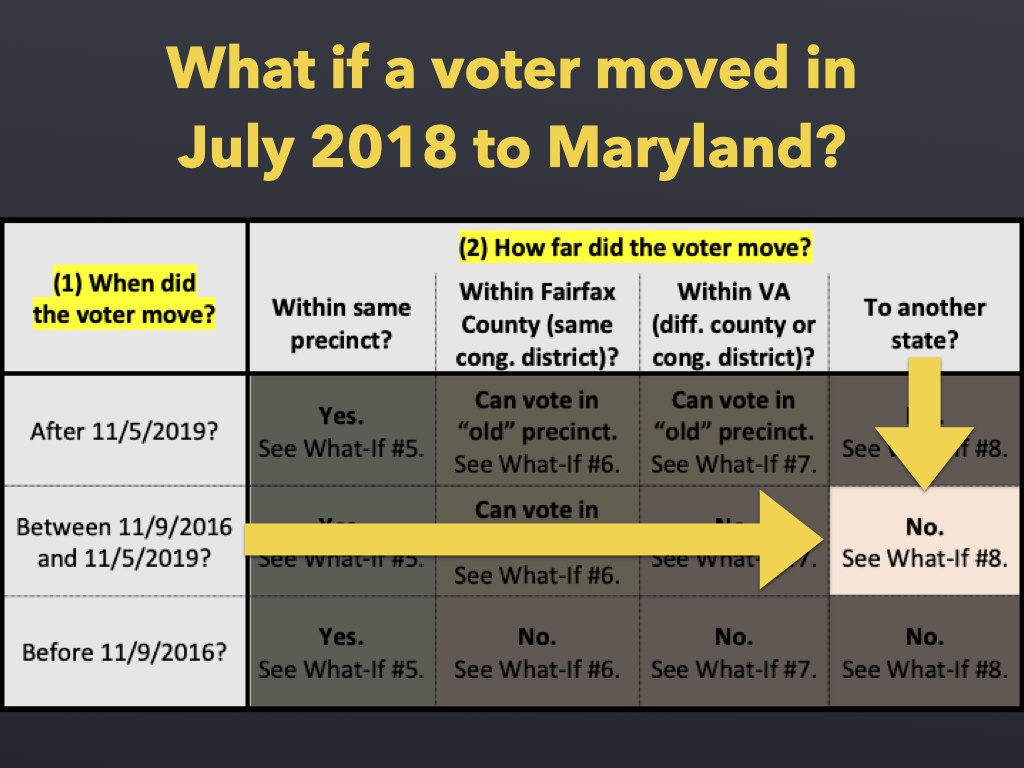 What if a voter moved in
July 2018 to Maryland?
(1) When did
the voter move?
(2) How far did the voter move?
Within same
precinct?
Within Fairfax
County (same
cong. district)?
Within VA
(diff. county or
cong. district)?
To another
state?
After 11/5/2019?
Yes.
See What-If #5.
Can vote in
“old” precinct.
See What-If #6.
Can vote in
“old” precinct.
See What-If #7.
See #8.
Between 11/9/2016
and 11/5/2019?
Yes.
See What-If #5.
Can vote in
See What-If #6.
No.
See What-If #7.
No.
See What-If #8.
Before 11/9/2016?
Yes.
See What-If #5.
No.
See What-If #6.
No.
See What-If #7.
No.
See What-If #8.